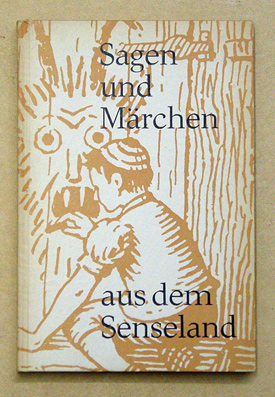 Sagen
und
Märchen
aus dem
Senseland